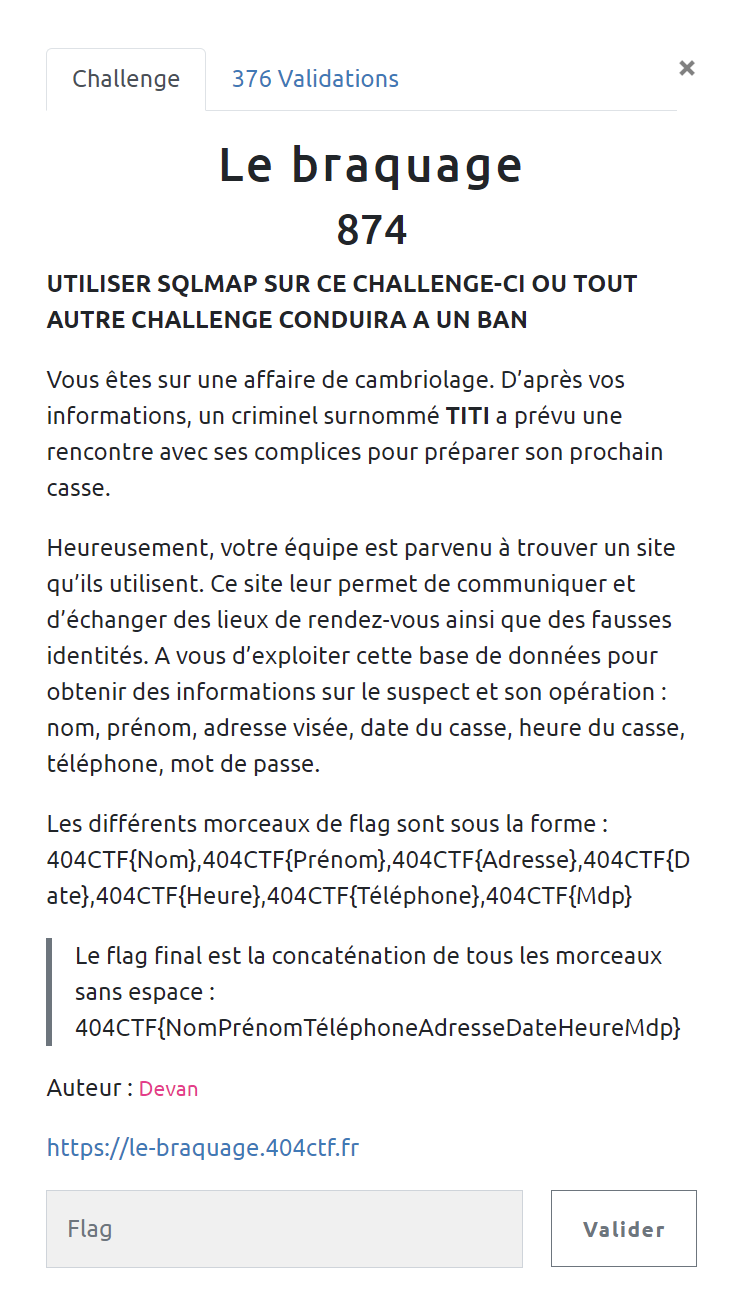 Challenge
376 Validations
×
Le braquage
874
UTILISER SQLMAP SUR CE CHALLENGE-CI OU TOUT
AUTRE CHALLENGE CONDUIRA A UN BAN
Vous êtes sur une affaire de cambriolage. D’après vos
informations, un criminel surnommé TITI a prévu une
rencontre avec ses complices pour préparer son prochain
casse.
Heureusement, votre équipe est parvenu à trouver un site
qu’ils utilisent. Ce site leur permet de communiquer et
d’échanger des lieux de rendez-vous ainsi que des fausses
identités. A vous d’exploiter cette base de données pour
obtenir des informations sur le suspect et son opération :
nom, prénom, adresse visée, date du casse, heure du casse,
téléphone, mot de passe.
Les différents morceaux de flag sont sous la forme :
404CTF{Nom},404CTF{Prénom},404CTF{Adresse},404CTF{D
ate},404CTF{Heure},404CTF{Téléphone},404CTF{Mdp}
Le flag final est la concaténation de tous les morceaux
sans espace :
404CTF{NomPrénomTéléphoneAdresseDateHeureMdp}
Auteur : Devan
https://le-braquage.404ctf.fr
Flag
Valider